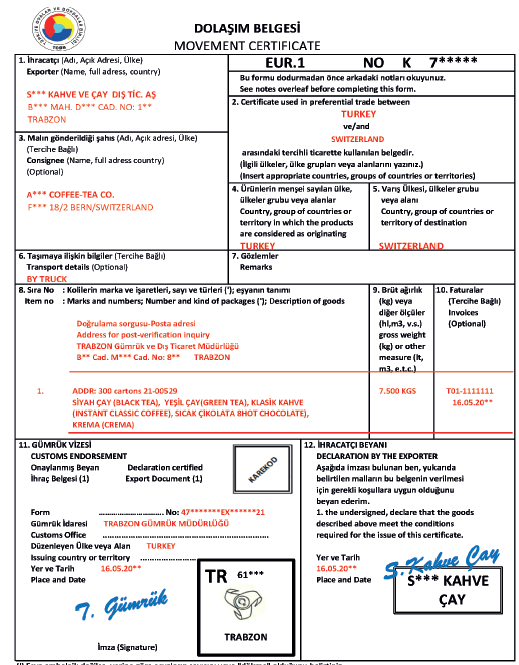 DOLAŞIM BELGESİ
MOVEMENT CERTIFICATE
1. İhracatçı (Adı, Açık Adresi, Ülke)
Exporter (Name, full adress, country)
S*** KAHVE VE ÇAY DIŞ TİC. AŞ
B*** MAH. D*** CAD. NO: 1**
TRABZON
EUR.1 NO K 7*****
Bu formu dodurmadan önce arkadaki notları okuyunuz.
See notes overleaf before completing this form.
2. Certificate used in preferential trade between
TURKEY
ve/and
SWITZERLAND
arasındaki tercihli ticarette kullanılan belgedir.
(İlgili ülkeler, ülke grupları veya alanlarını yazınız.)
(Insert appropriate countries, groups of countries or territories)
3. Malın gönderildiği şahıs (Adı, Açık adresi, Ülke)
(Tercihe Bağlı)
Consignee (Name, full adress country)
(Optional)
A*** COFFEE-TEA CO.
F*** 18/2 BERN/SWITZERLAND
4. Ürünlerin menşei sayılan ülke,
ülkeler grubu veya alanlar
Country, group of countries or
territory in which the products
are considered as originating
TURKEY
5. Varış Ülkesi, ülkeler grubu
veya alanı
Country, group of countries or
territory of destination
SWITZERLAND
6. Taşımaya ilişkin bilgiler (Tercihe Bağlı)
Transport details (Optional)
BY TRUCK
7. Gözlemler
Remarks
8. Sıra No : Kolilerin marka ve işaretleri, sayı ve türleri ('); eşyanın tanımı
Item no : Marks and numbers; Number and kind of packages ('); Description of goods
Doğrulama sorgusu-Posta adresi
Address for post-verification inquiry
TRABZON Gümrük ve Dış Ticaret Müdürlüğü
B** Cad. M*** Cad. No: 8** TRABZON
9. Brüt ağırlık
(kg) veya
diğer ölçüler
(hl,m3, v.s.)
gross weight
(kg) or other
measure (lt,
m3, e.t.c.)
10. Faturalar
(Tercihe Bağlı)
Invoices
(Optional)
1. ADDR: 300 cartons 21-00529
SİYAH ÇAY (BLACK TEA), YEŞİL ÇAY(GREEN TEA), KLASİK KAHVE
(INSTANT CLASSIC COFFEE), SICAK ÇİKOLATA 8HOT CHOCOLATE),
KREMA (CREMA)
7.500 KGS
T01-1111111
16.05.20**
11. GÜMRÜK VİZESİ
CUSTOMS ENDORSEMENT
Onaylanmış Beyan Declaration certified
İhraç Belgesi (1) Export Document (1)
KAREKOD
Form ............................ No: 47*******EX******21
Gümrük İdaresi TRABZON GÜMRÜK MÜDÜRLÜĞÜ
Customs Office ............................
Düzenleyen Ülke veya Alan TURKEY
Issuing country or territory ............................
Yer ve Tarih 16.05.20**
Place and Date
T. Gümrük
İmza (Signature)
TR 61***
TRABZON
12. İHRACATÇI BEYANI
DECLARATION BY THE EXPORTER
Aşağıda imzası bulunan ben, yukarıda
belirtilen malların bu belgenin verilmesi
için gerekli koşullara uygun olduğunu
beyan ederim.
1. the undersigned, declare that the goods
described above meet the conditions
required for the issue of this certificate.
Yer ve Tarih
16.05.20**
Place and Date
S.Kahve Çay
S*** KAHVE
ÇAY